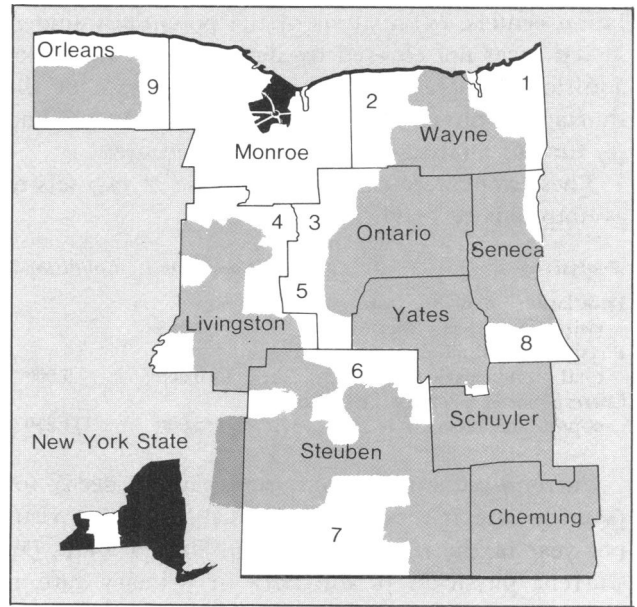 Orleans
9
Monroe
2
Wayne
1
4
3
Ontario
Seneca
5
Livingston
Yates
8
6
Schuyler
Steuben
New York State
Chemung
7